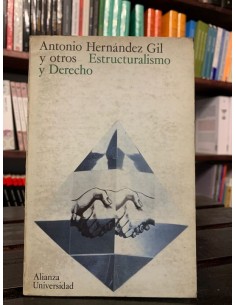 Antonio Hernández Gil
y otros Estructuralismo
y Derecho
Alianza
Universidad